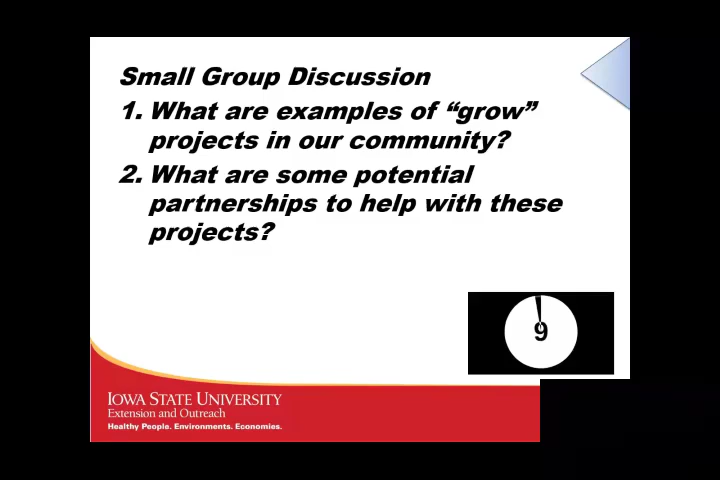 Small Group Discussion
1. What are examples of “grow”
projects in our community?
2. What are some potential
partnerships to help with these
projects?
9
IOWA STATE UNIVERSITY
Extension and Outreach
Healthy People. Environments. Economies.